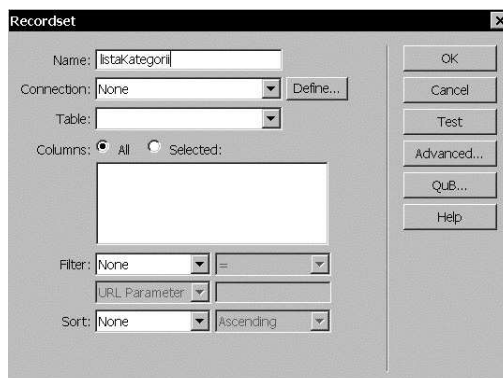 Recordset
Name: listaKategorii
OK
Connection: None Define... Cancel
Table: Test
Columns: All Selected: Advanced...
QuB...
Help
Filter: None =
URL Parameter
Sort: None Ascending